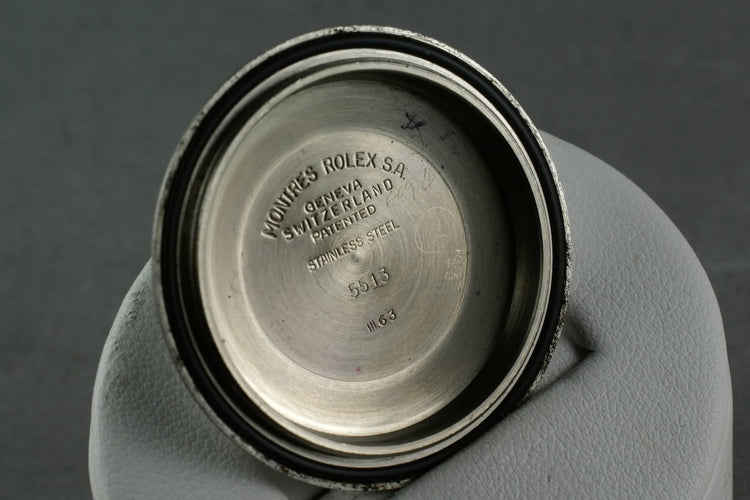 MONTRES ROLEX S.A.
GENEVA
SWITZERLAND
PATENTED
STAINLESS STEEL
5513
III.63